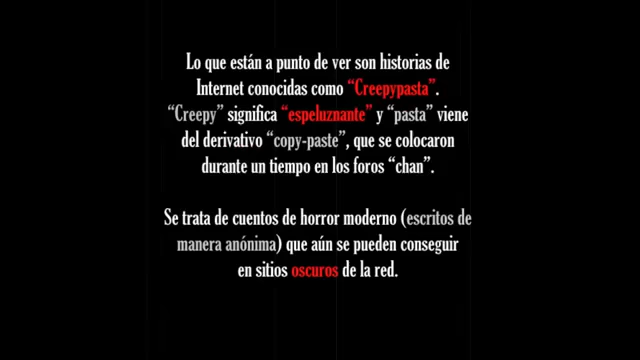 Lo que están a punto de ver son historias de
Internet conocidas como “Creepypasta”.
“Creepy” significa “espeluznante” y “pasta” viene
del derivativo “copy-paste”, que se colocaron
durante un tiempo en los foros “chan”.
Se trata de cuentos de horror moderno (escritos de
manera anónima) que aún se pueden conseguir
en sitios oscuros de la red.